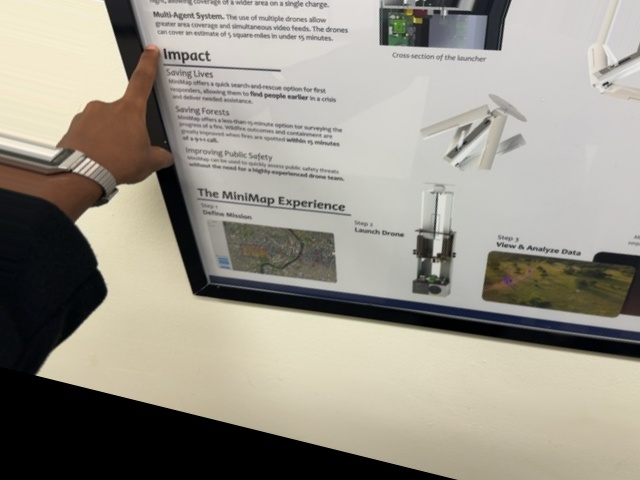 flight, allowing coverage of a wider area on a single charge.
Multi-Agent System. The use of multiple drones allow
greater area coverage and simultaneous video feeds. The drones
can cover an estimate of 5 square-miles in under 15 minutes.
Impact
Saving Lives
MiniMap offers a quick search-and-rescue option for first
responders, allowing them to find people earlier in a crisis
and deliver needed assistance.
Saving Forests
MiniMap offers a less-than-15-minute option for surveying the
progress of a fire. Wildfire outcomes and containment are
greatly improved when fires are spotted within 15 minutes
of a 911 call.
Improving Public Safety
MiniMap can be used to quickly assess public safety threats
without the need for a highly experienced drone team.
Cross-section of the launcher
The MiniMap Experience
Step 1
Define Mission
Step 2
Launch Drone
Step 3
View & Analyze Data